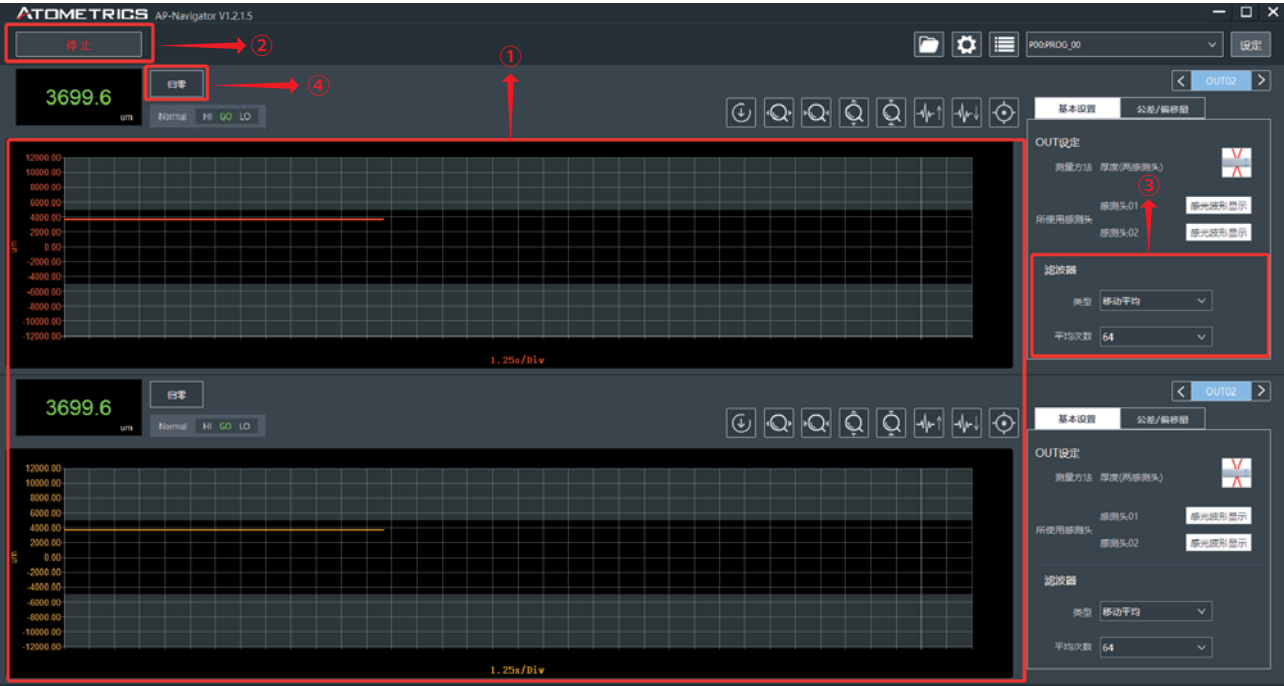 ATOMETRICS AP-Navigator V1.2.1.5
停止
②
①
P00:PROG_00
设定
3699.6
um
归零
④
Normal HI GO LO
< OUT02 >
基本设置 公差/偏移量
12000.00
10000.00
8000.00
6000.00
4000.00
2000.00
0.00
-2000.00
-4000.00
-6000.00
-8000.00
-10000.00
-12000.00
μm
1.25s/Div
OUT设定
测量方法 厚度(两感测头)
③
所使用感测头
感测头01 感光波形显示
感测头02 感光波形显示
滤波器
类型 移动平均
平均次数 64
3699.6
um
归零
Normal HI GO LO
< OUT02 >
基本设置 公差/偏移量
12000.00
10000.00
8000.00
6000.00
4000.00
2000.00
0.00
-2000.00
-4000.00
-6000.00
-8000.00
-10000.00
-12000.00
μm
1.25s/Div
OUT设定
测量方法 厚度(两感测头)
所使用感测头
感测头01 感光波形显示
感测头02 感光波形显示
滤波器
类型 移动平均
平均次数 64